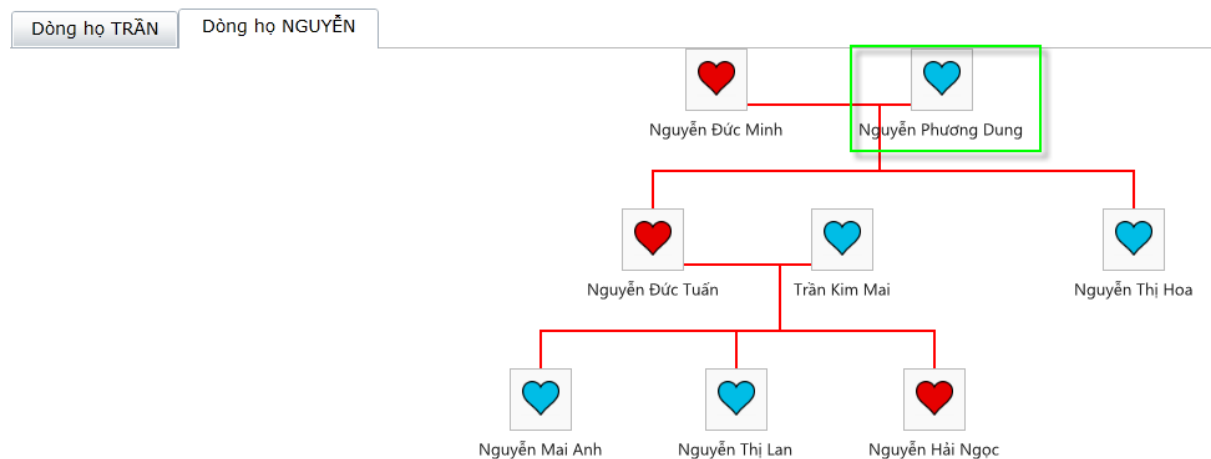 Dòng họ TRẦN
Dòng họ NGUYỄN
Nguyễn Đức Minh
Nguyễn Phương Dung
Nguyễn Đức Tuấn
Trần Kim Mai
Nguyễn Thị Hoa
Nguyễn Mai Anh
Nguyễn Thị Lan
Nguyễn Hải Ngọc